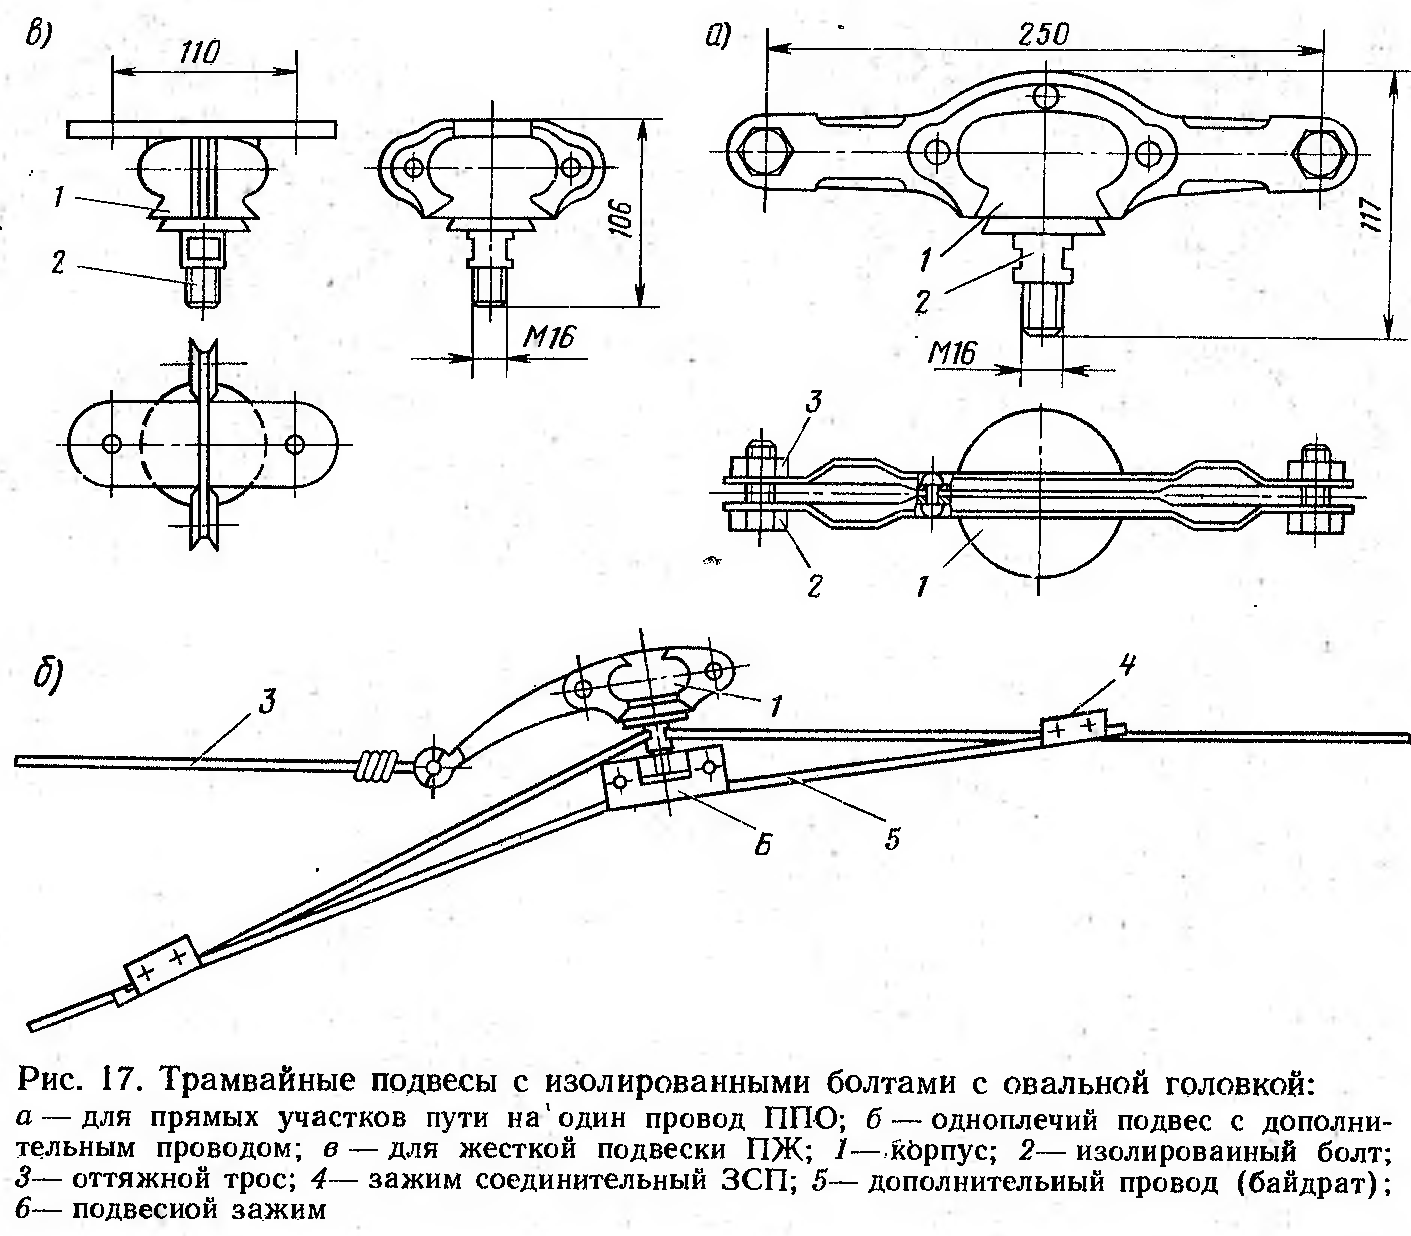 в)
110
а)
250
1
2
106
М16
1
2
117
М16
3
2
1
б)
3
1
4
6
5
Рис. 17. Трамвайные подвесы с изолированными болтами с овальной головкой:
а — для прямых участков пути на один провод ППО; б — одноплечий подвес с дополни-
тельным проводом; в — для жесткой подвески ПЖ; 1— корпус; 2— изолированный болт;
3— оттяжной трос; 4— зажим соединительный ЗСП; 5— дополнительный провод (байдрат);
6— подвесной зажим